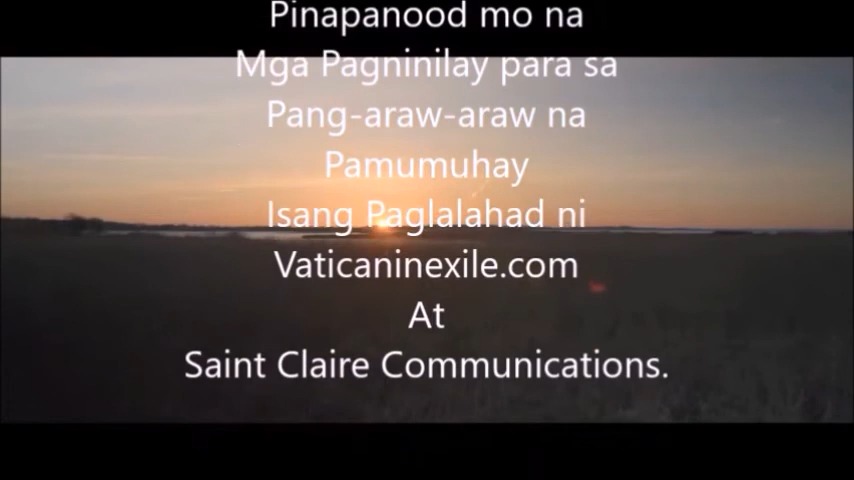 Pinapanood mo na
Mga Pagninilay para sa
Pang-araw-araw na
Pamumuhay
Isang Paglalahad ni
Vaticaninexile.com
At
Saint Claire Communications.